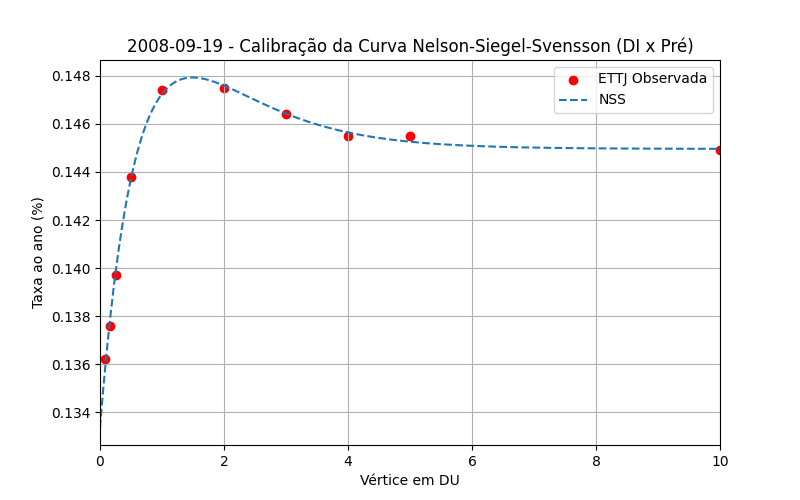 2008-09-19 - Calibração da Curva Nelson-Siegel-Svensson (DI x Pré)
ETTJ Observada
NSS
Taxa ao ano (%)
0.148
0.146
0.144
0.142
0.140
0.138
0.136
0.134
0 2 4 6 8 10
Vértice em DU